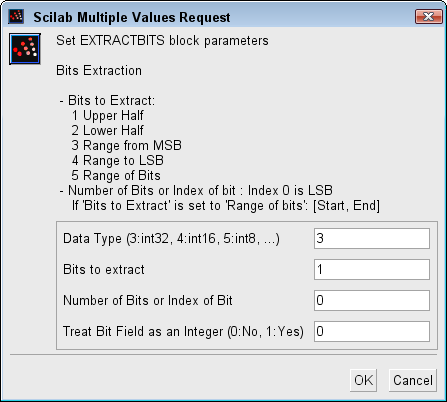 Scilab Multiple Values Request
Set EXTRACTBITS block parameters
Bits Extraction
- Bits to Extract:
1 Upper Half
2 Lower Half
3 Range from MSB
4 Range to LSB
5 Range of Bits
- Number of Bits or Index of bit : Index 0 is LSB
If 'Bits to Extract' is set to 'Range of bits': [Start, End]
Data Type (3:int32, 4:int16, 5:int8, ...) 3
Bits to extract 1
Number of Bits or Index of Bit 0
Treat Bit Field as an Integer (0:No, 1:Yes) 0
OK Cancel